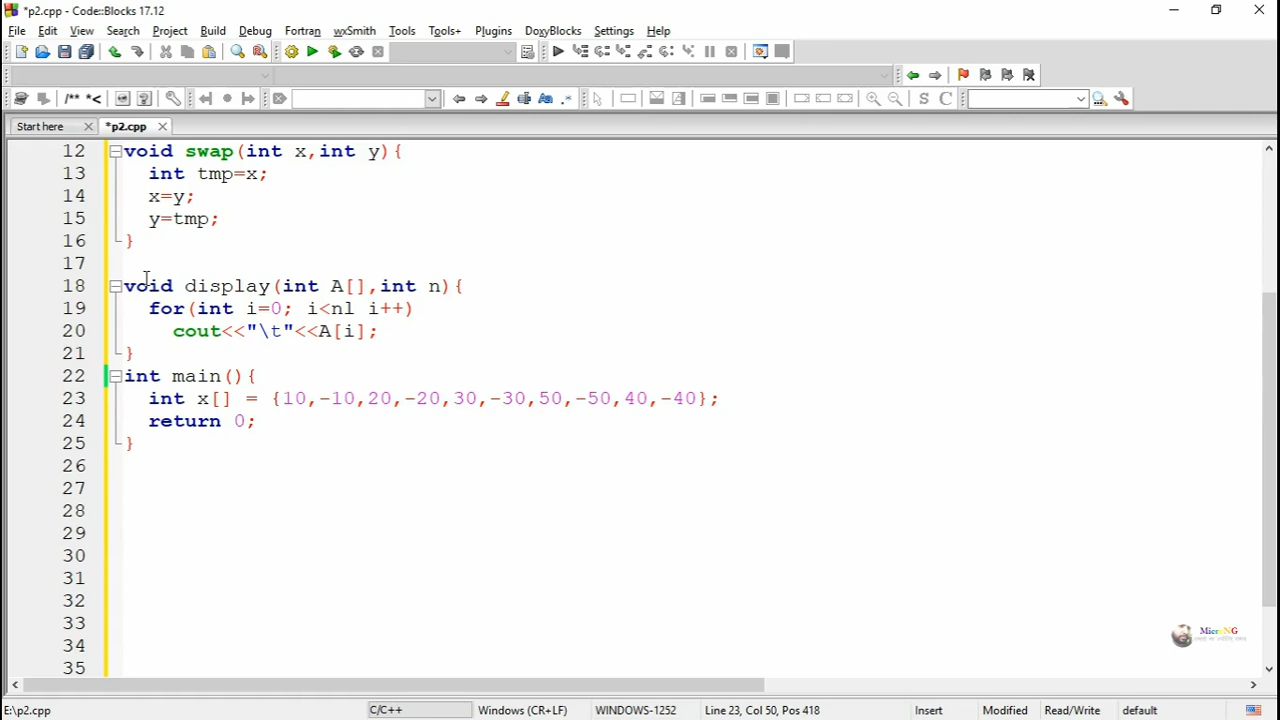 *p2.cpp - Code::Blocks 17.12
File Edit View Search Project Build Debug Fortran wxSmith Tools Tools+ Plugins DoxyBlocks Settings Help
/** *<
S C
Start here *p2.cpp
12 void swap(int x,int y){
13 int tmp=x;
14 x=y;
15 y=tmp;
16 }
17
18 void display(int A[],int n){
19 for(int i=0; i<nl i++)
20 cout<<"\t"<<A[i];
21 }
22 int main(){
23 int x[] = {10,-10,20,-20,30,-30,50,-50,40,-40};
24 return 0;
25 }
26
27
28
29
30
31
32
33
34
35
MicroNG
E:\p2.cpp C/C++ Windows (CR+LF) WINDOWS-1252 Line 23, Col 50, Pos 418 Insert Modified Read/Write default